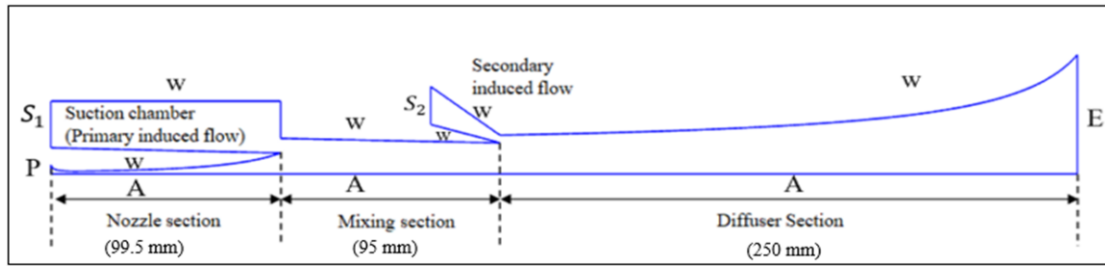 w
S₁
Suction chamber
(Primary induced flow)
P
w
A
Nozzle section
(99.5 mm)
w
A
Mixing section
(95 mm)
S₂
w
w
Secondary
induced flow
w
E
A
Diffuser Section
(250 mm)